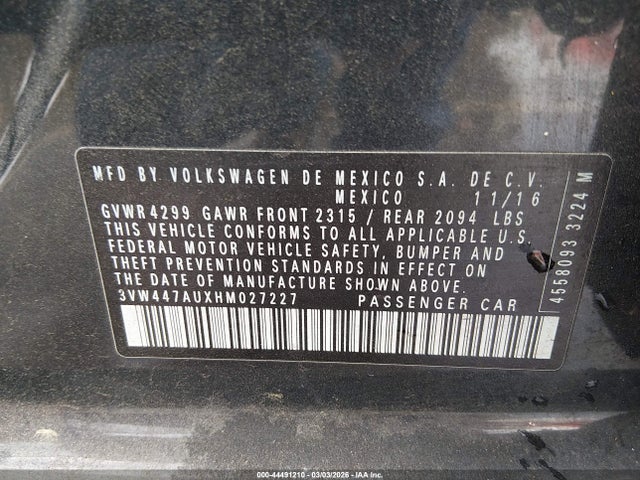 MFD BY VOLKSWAGEN DE MEXICO S.A. DE C.V.
MEXICO 11/16
GVWR 4299 GAWR FRONT 2315 / REAR 2094 LBS
THIS VEHICLE CONFORMS TO ALL APPLICABLE U.S.
FEDERAL MOTOR VEHICLE SAFETY, BUMPER AND
THEFT PREVENTION STANDARDS IN EFFECT ON
THE DATE OF MANUFACTURE SHOWN ABOVE.
3VW447AUXHM027227 PASSENGER CAR
4558093 3224 M
000-44491210 - 03/03/2026 - IAA Inc.